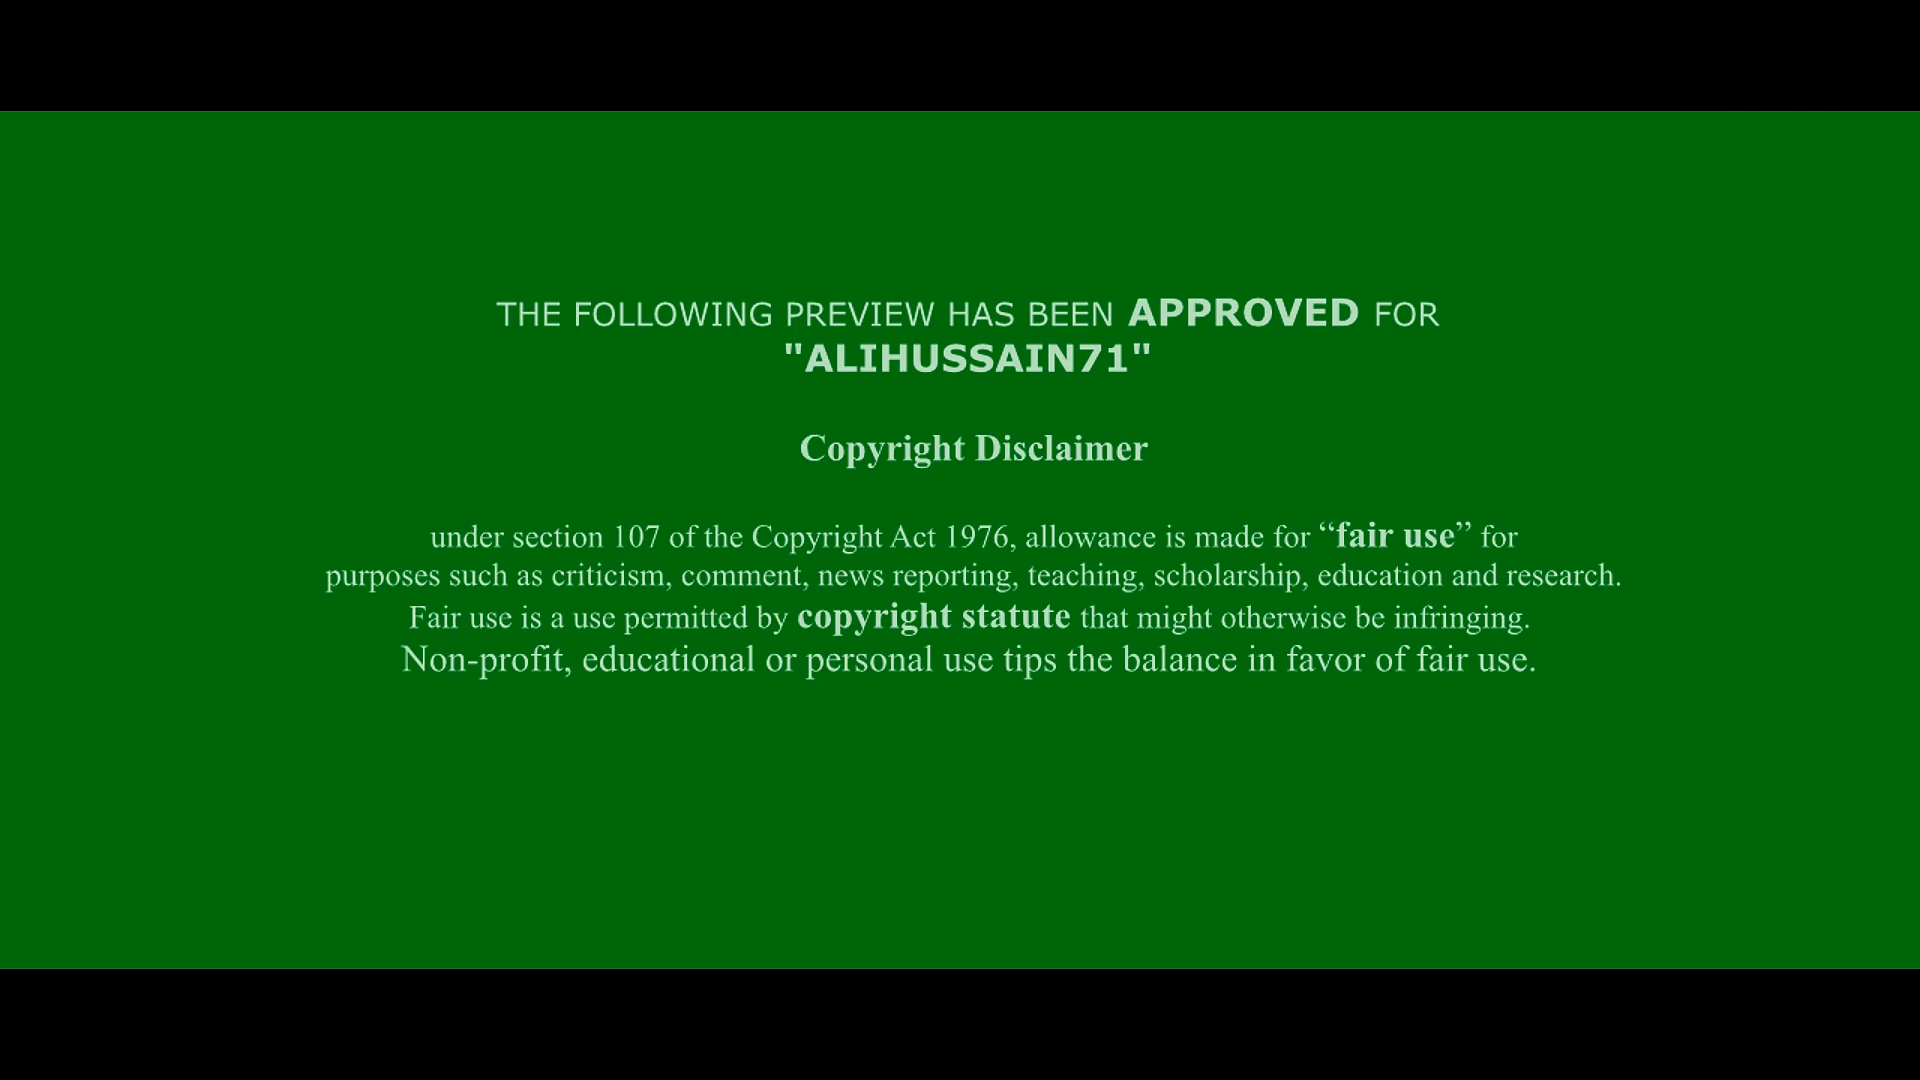 THE FOLLOWING PREVIEW HAS BEEN APPROVED FOR
"ALIHUSSAIN71"
Copyright Disclaimer
under section 107 of the Copyright Act 1976, allowance is made for “fair use” for
purposes such as criticism, comment, news reporting, teaching, scholarship, education and research.
Fair use is a use permitted by copyright statute that might otherwise be infringing.
Non-profit, educational or personal use tips the balance in favor of fair use.